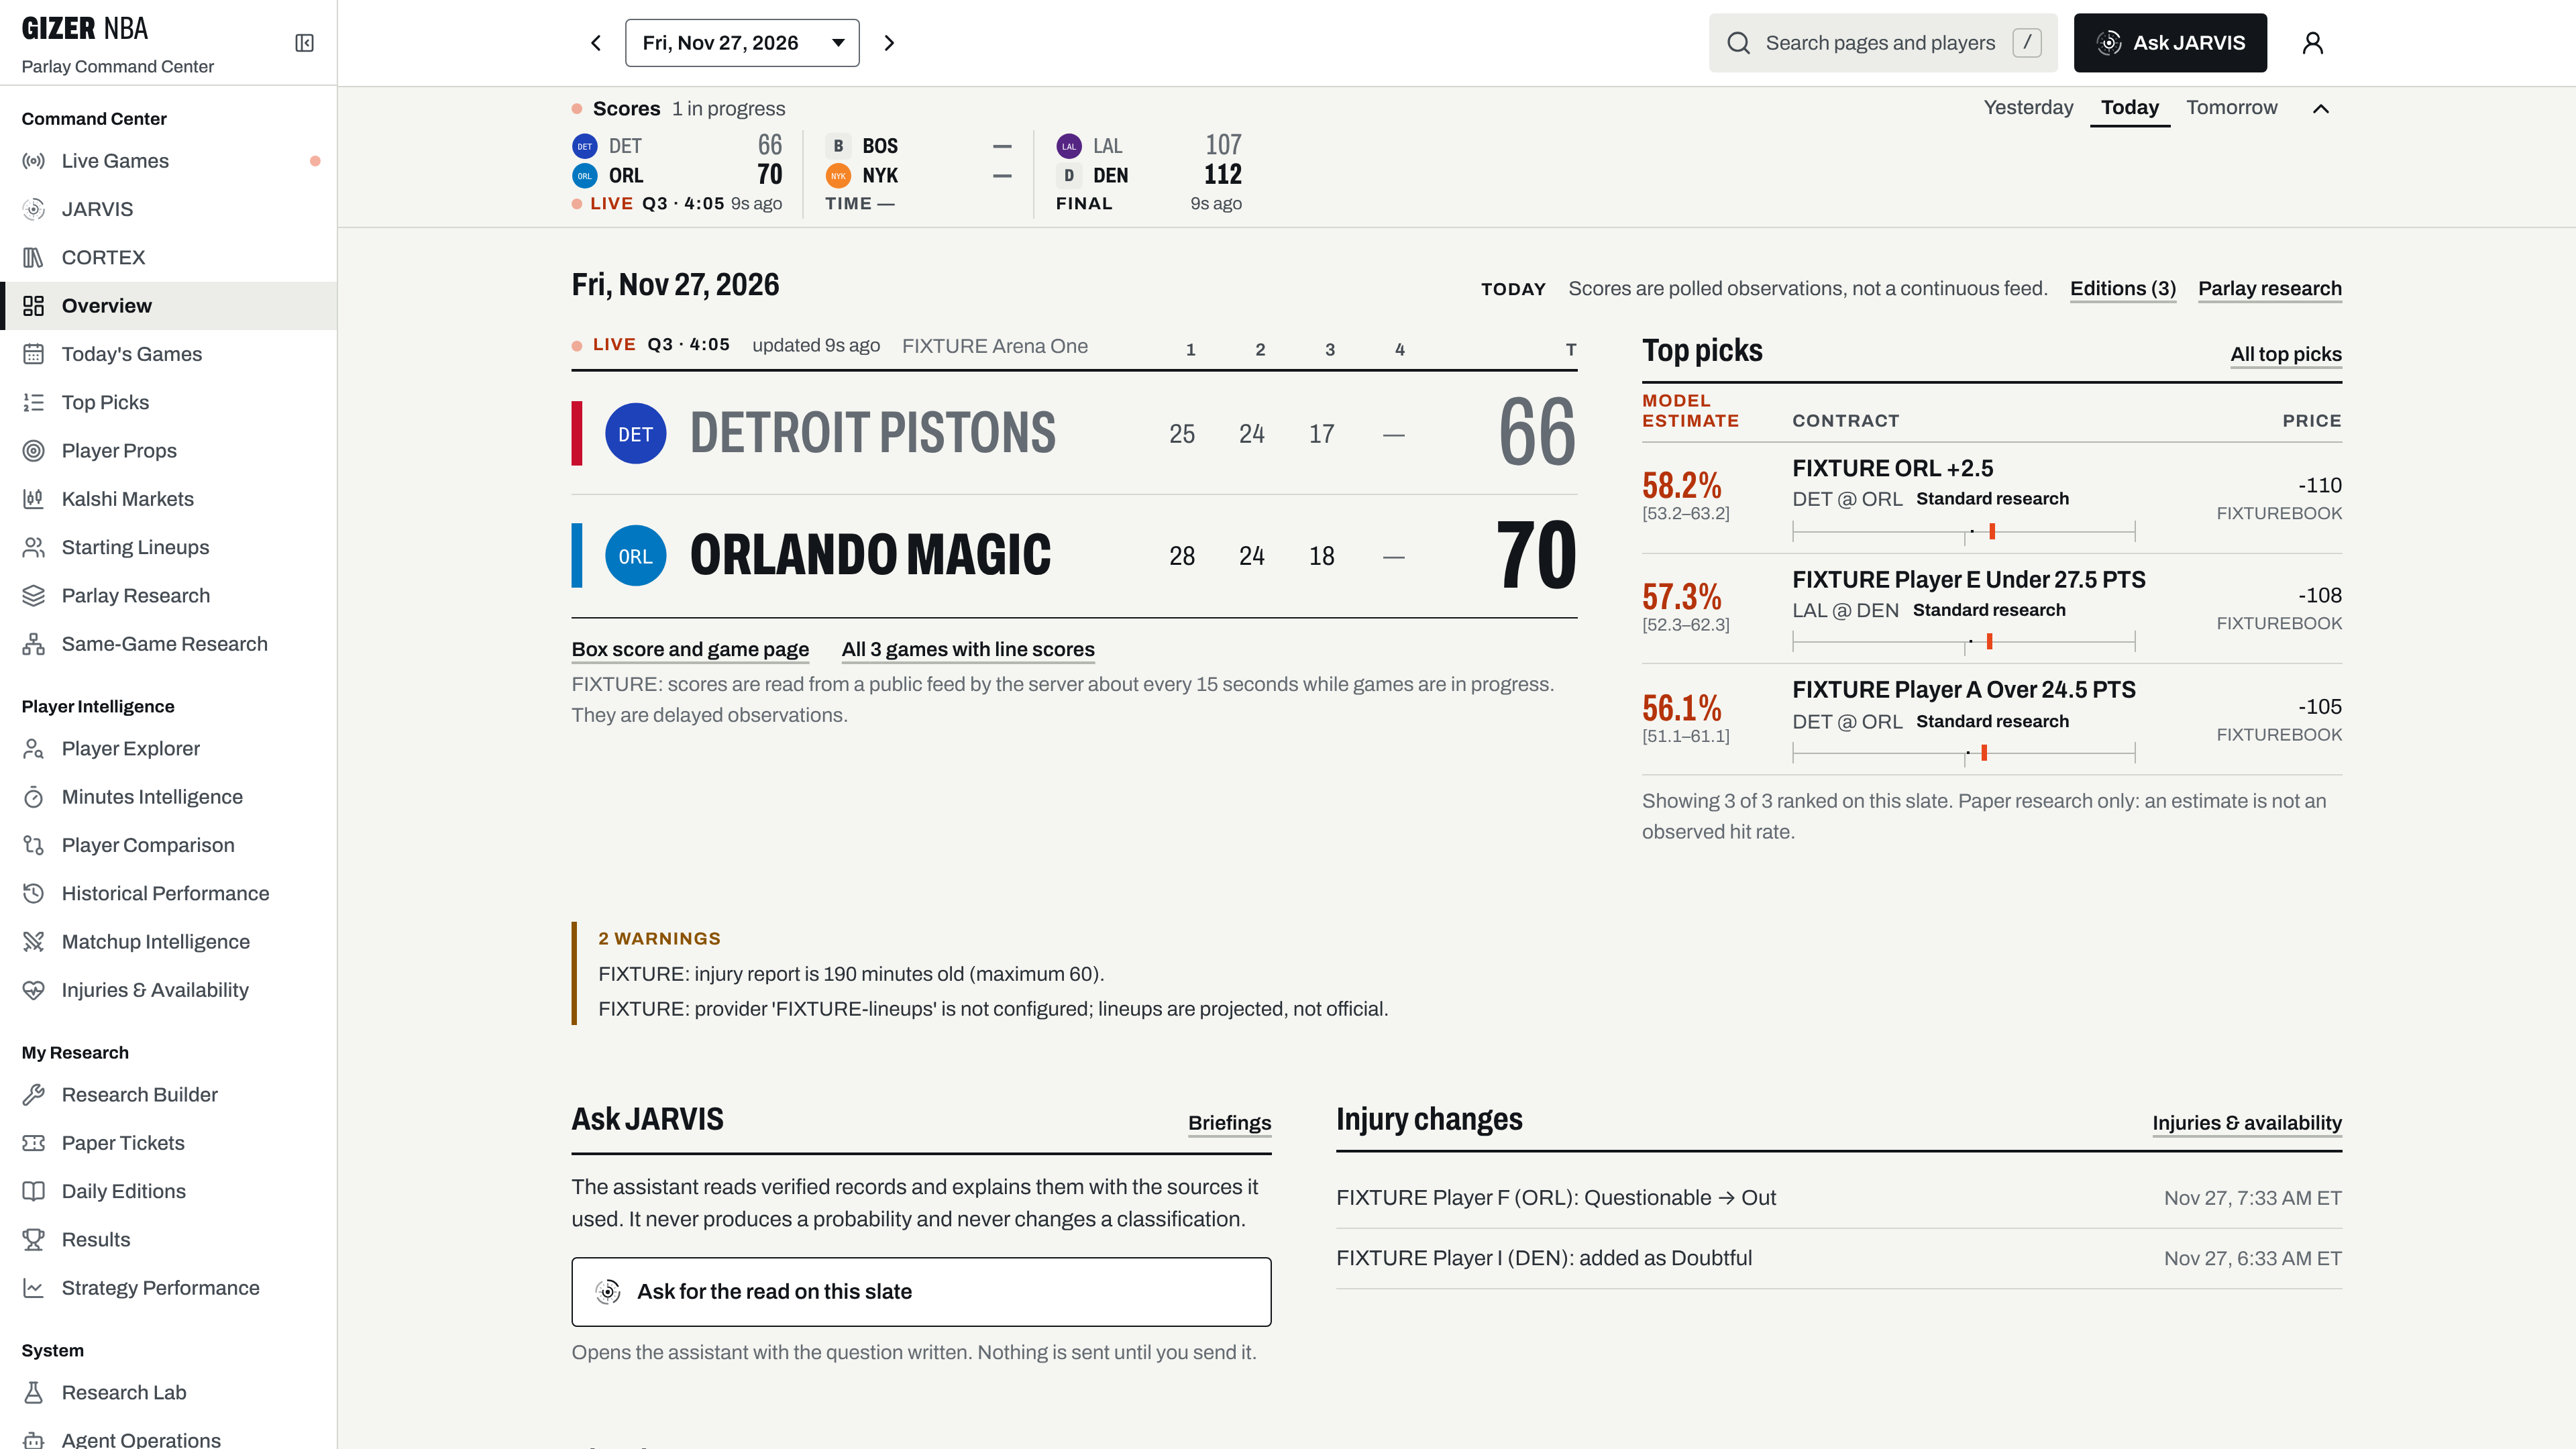 GIZER NBA
Parlay Command Center
Command Center
Live Games
JARVIS
CORTEX
Overview
Today's Games
Top Picks
Player Props
Kalshi Markets
Starting Lineups
Parlay Research
Same-Game Research
Player Intelligence
Player Explorer
Minutes Intelligence
Player Comparison
Historical Performance
Matchup Intelligence
Injuries & Availability
My Research
Research Builder
Paper Tickets
Daily Editions
Results
Strategy Performance
System
Research Lab
Agent Operations
Fri, Nov 27, 2026
Search pages and players /
Ask JARVIS
Scores 1 in progress
Yesterday Today Tomorrow
DET DET 66
ORL ORL 70
LIVE Q3 · 4:05 9s ago
B BOS —
NYK NYK —
TIME —
LAL LAL 107
D DEN 112
FINAL 9s ago
Fri, Nov 27, 2026
TODAY Scores are polled observations, not a continuous feed. Editions (3) Parlay research
LIVE Q3 · 4:05 updated 9s ago FIXTURE Arena One 1 2 3 4 T
DET DETROIT PISTONS 25 24 17 — 66
ORL ORLANDO MAGIC 28 24 18 — 70
Box score and game page All 3 games with line scores
FIXTURE: scores are read from a public feed by the server about every 15 seconds while games are in progress.
They are delayed observations.
Top picks All top picks
MODEL
ESTIMATE CONTRACT PRICE
58.2%
[53.2–63.2]
FIXTURE ORL +2.5
DET @ ORL Standard research
-110
FIXTUREBOOK
57.3%
[52.3–62.3]
FIXTURE Player E Under 27.5 PTS
LAL @ DEN Standard research
-108
FIXTUREBOOK
56.1%
[51.1–61.1]
FIXTURE Player A Over 24.5 PTS
DET @ ORL Standard research
-105
FIXTUREBOOK
Showing 3 of 3 ranked on this slate. Paper research only: an estimate is not an
observed hit rate.
2 WARNINGS
FIXTURE: injury report is 190 minutes old (maximum 60).
FIXTURE: provider 'FIXTURE-lineups' is not configured; lineups are projected, not official.
Ask JARVIS Briefings
The assistant reads verified records and explains them with the sources it
used. It never produces a probability and never changes a classification.
Ask for the read on this slate
Opens the assistant with the question written. Nothing is sent until you send it.
Injury changes Injuries & availability
FIXTURE Player F (ORL): Questionable → Out Nov 27, 7:33 AM ET
FIXTURE Player I (DEN): added as Doubtful Nov 27, 6:33 AM ET